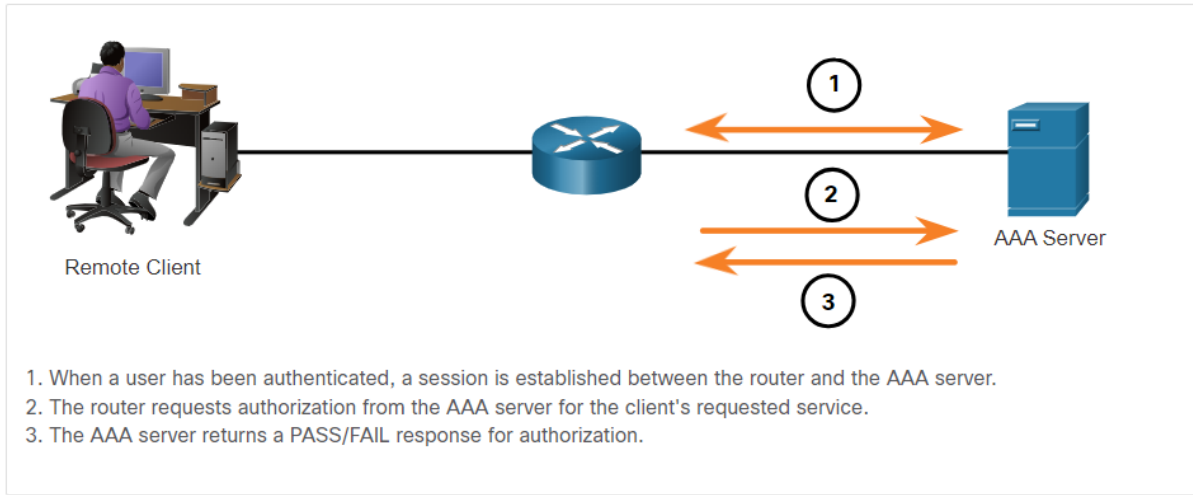 1
2
AAA Server
Remote Client
3
1. When a user has been authenticated, a session is established between the router and the AAA server.
2. The router requests authorization from the AAA server for the client's requested service.
3. The AAA server returns a PASS/FAIL response for authorization.